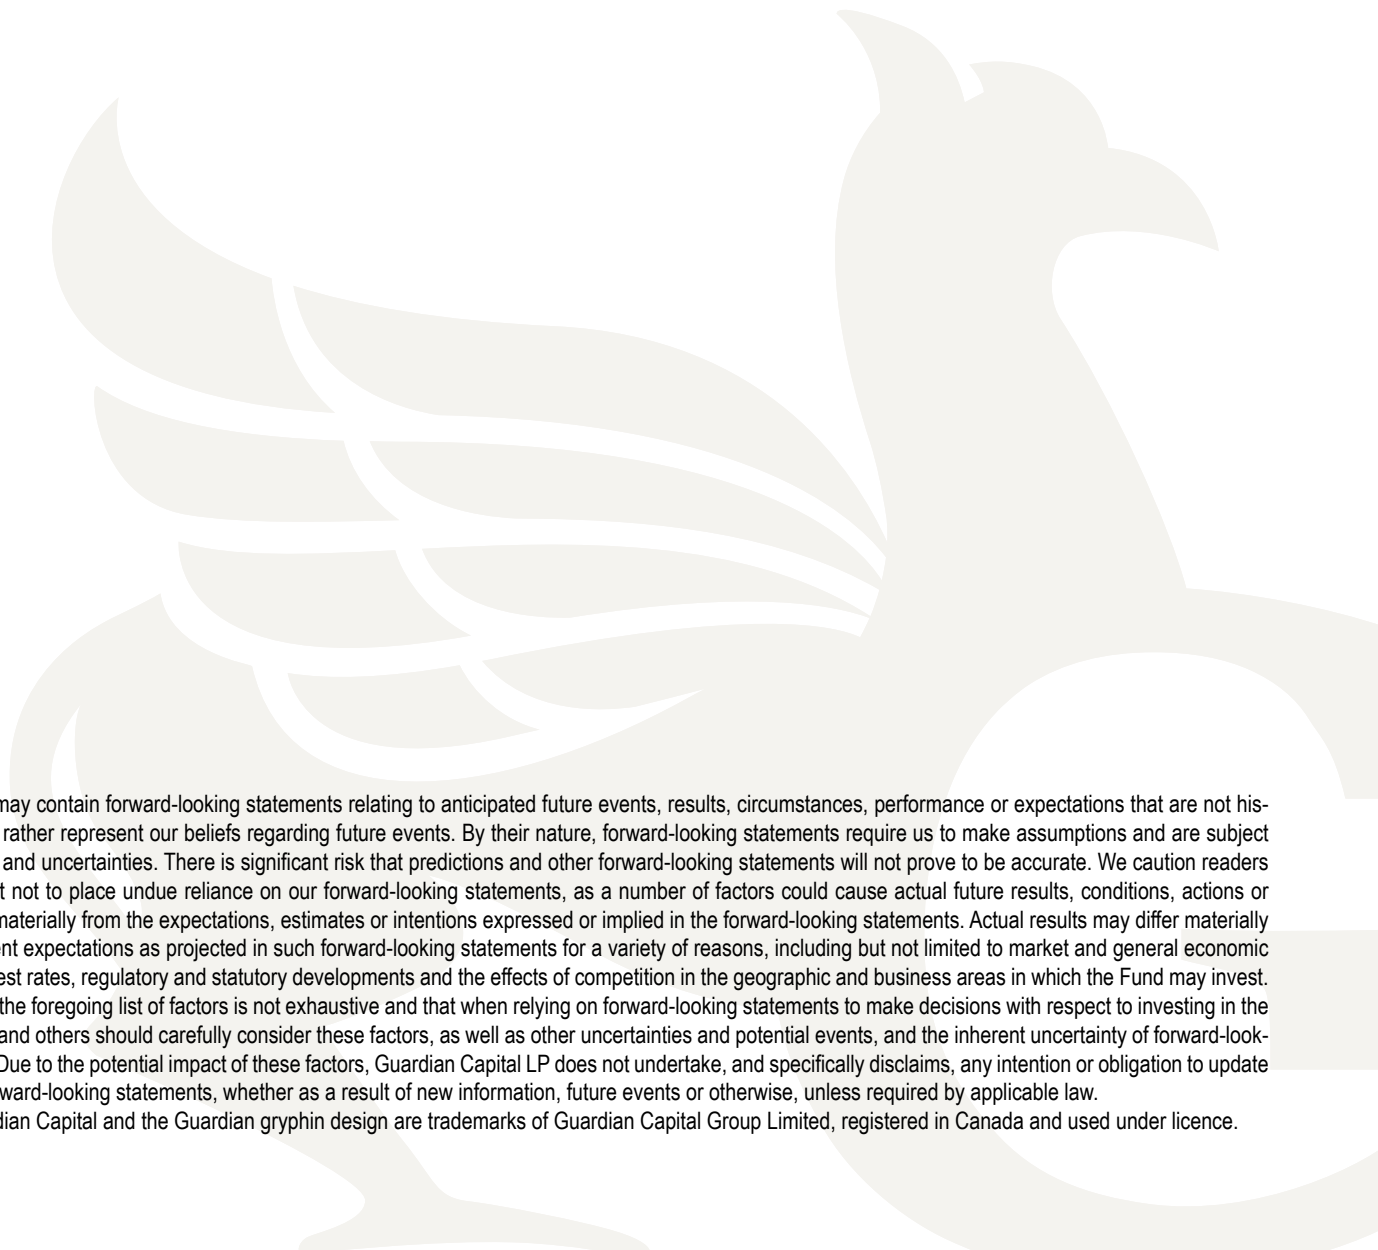 may contain forward-looking statements relating to anticipated future events, results, circumstances, performance or expectations that are not his-
rather represent our beliefs regarding future events. By their nature, forward-looking statements require us to make assumptions and are subject
and uncertainties. There is significant risk that predictions and other forward-looking statements will not prove to be accurate. We caution readers
not to place undue reliance on our forward-looking statements, as a number of factors could cause actual future results, conditions, actions or
materially from the expectations, estimates or intentions expressed or implied in the forward-looking statements. Actual results may differ materially
expectations as projected in such forward-looking statements for a variety of reasons, including but not limited to market and general economic
rates, regulatory and statutory developments and the effects of competition in the geographic and business areas in which the Fund may invest.
the foregoing list of factors is not exhaustive and that when relying on forward-looking statements to make decisions with respect to investing in the
and others should carefully consider these factors, as well as other uncertainties and potential events, and the inherent uncertainty of forward-look-
Due to the potential impact of these factors, Guardian Capital LP does not undertake, and specifically disclaims, any intention or obligation to update
ward-looking statements, whether as a result of new information, future events or otherwise, unless required by applicable law.
dian Capital and the Guardian gryphin design are trademarks of Guardian Capital Group Limited, registered in Canada and used under licence.